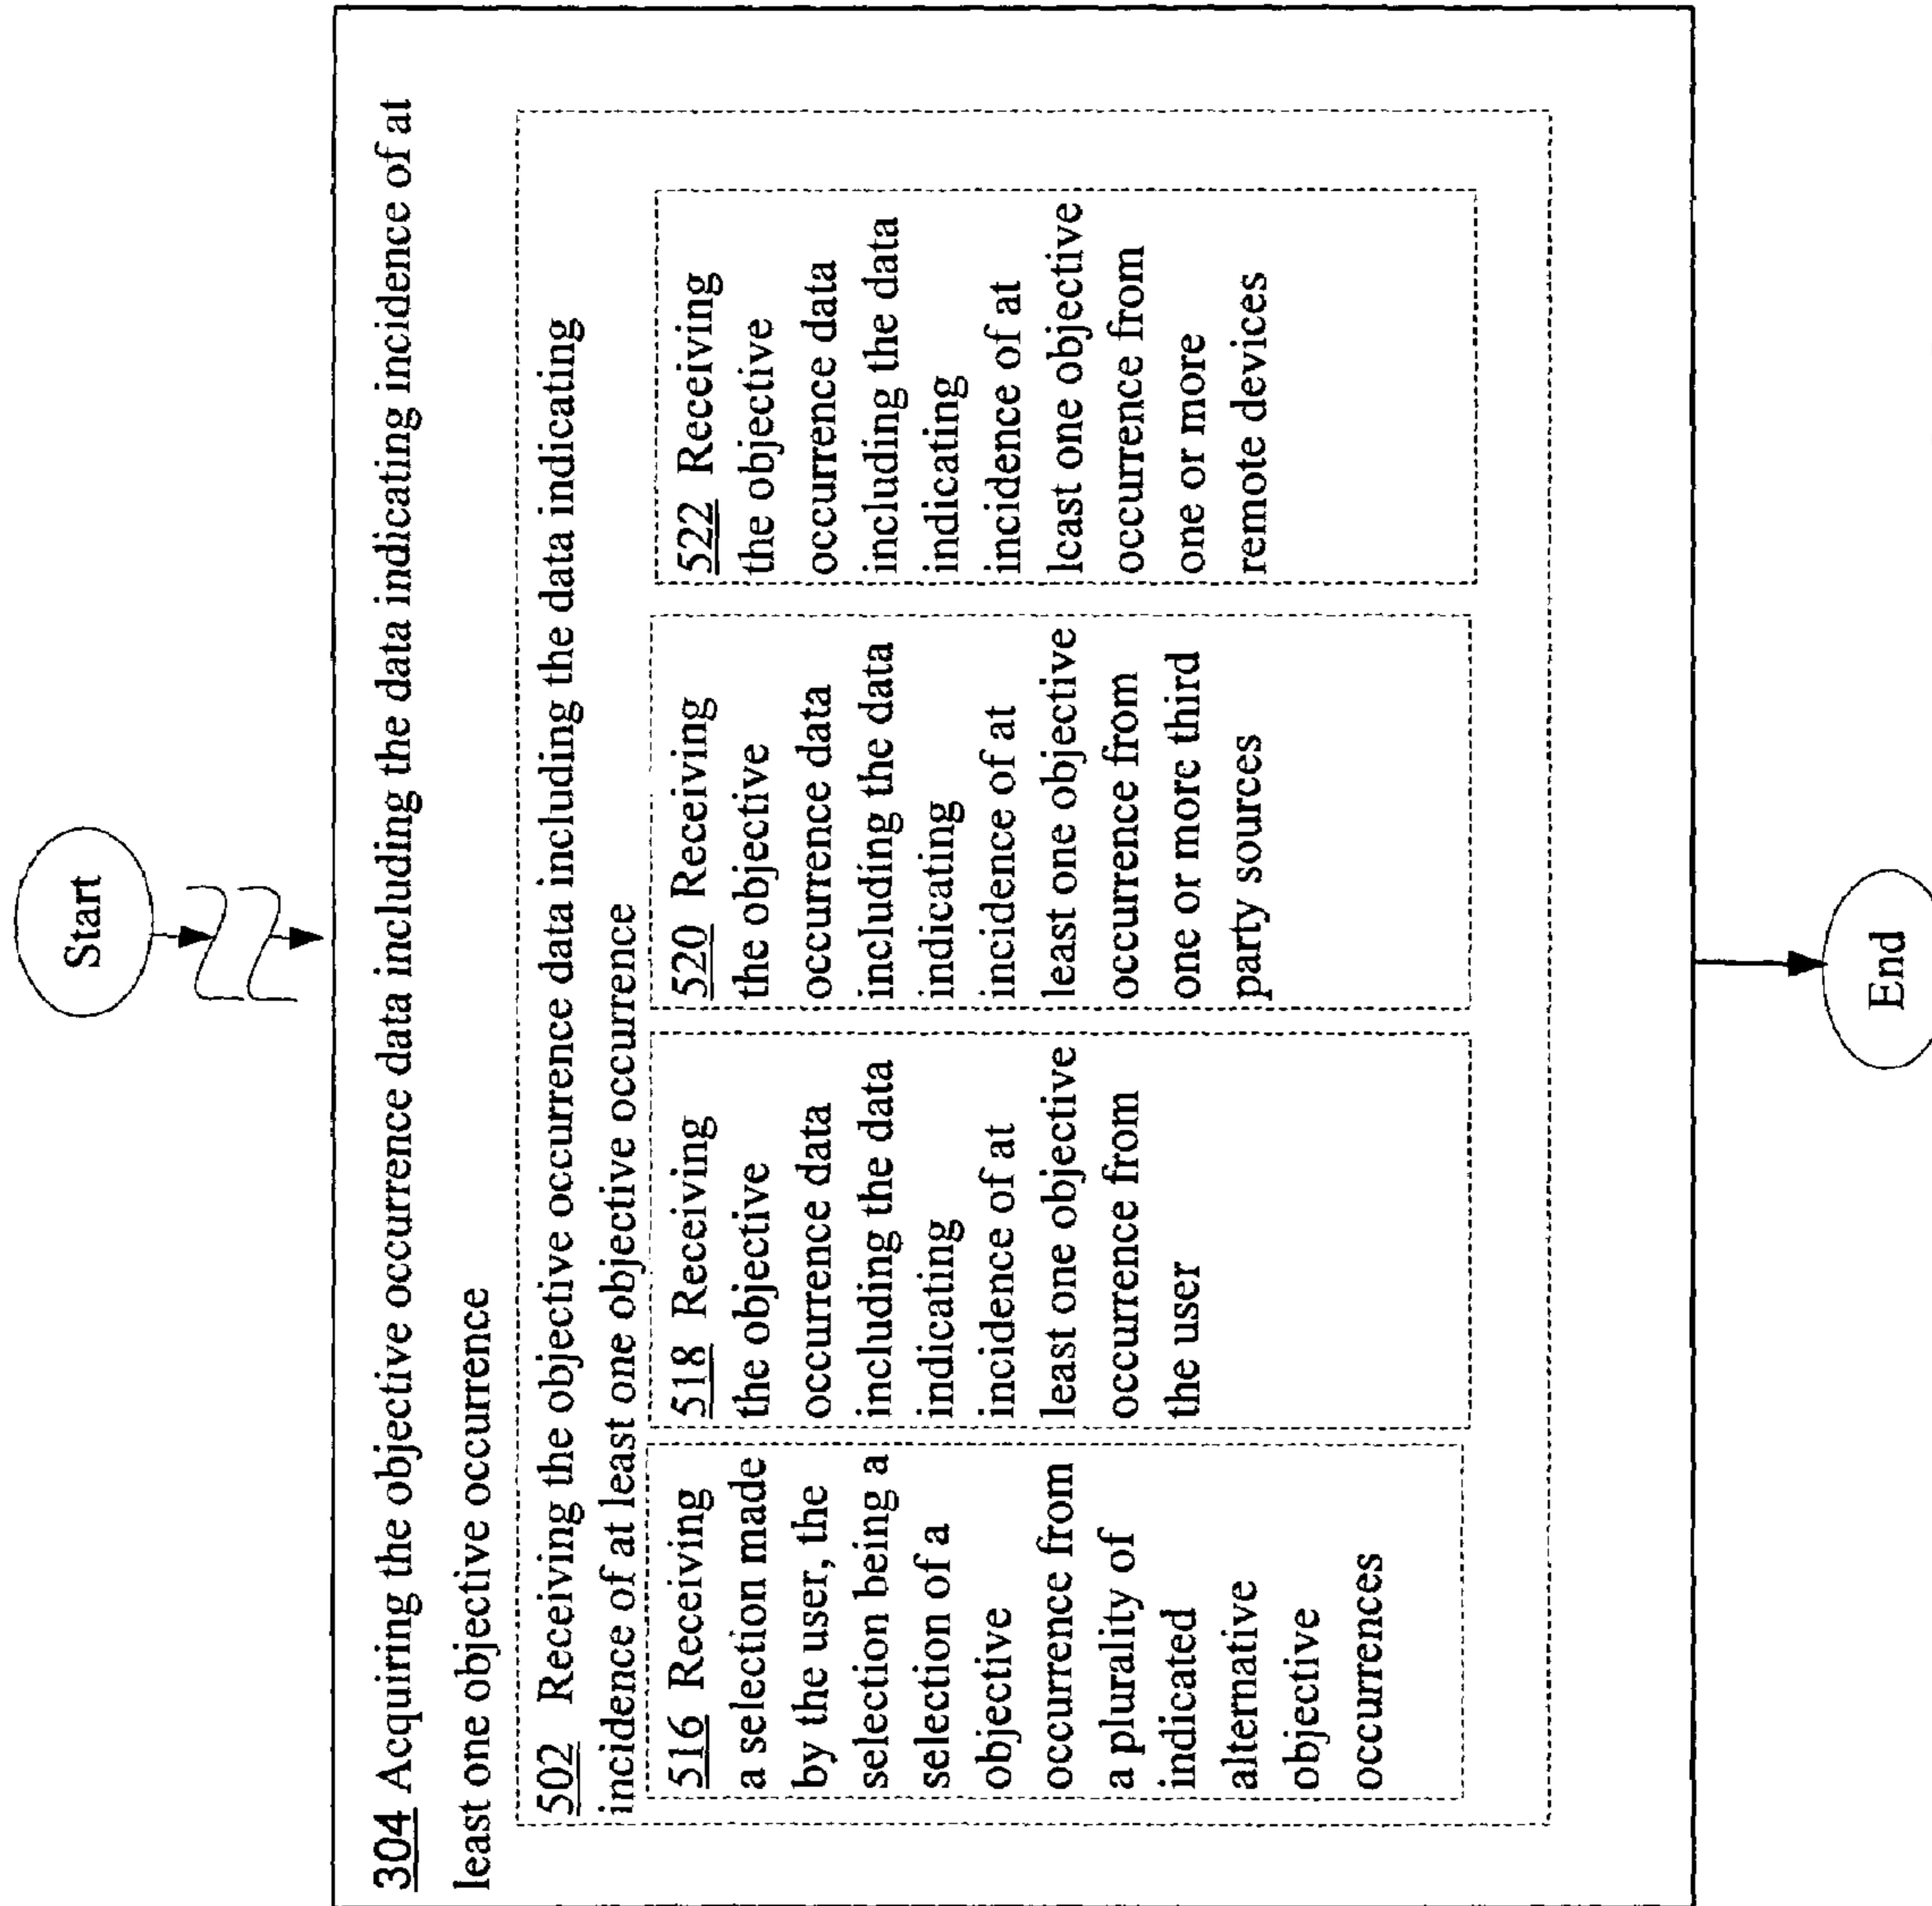 Start
304 Acquiring the objective occurrence data including the data indicating incidence of at
least one objective occurrence
502 Receiving the objective occurrence data including the data indicating
incidence of at least one objective occurrence
516 Receiving
a selection made
by the user, the
selection being a
selection of a
objective
occurrence from
a plurality of
indicated
alternative
objective
occurrences
518 Receiving
the objective
occurrence data
including the data
indicating
incidence of at
least one objective
occurrence from
the user
520 Receiving
the objective
occurrence data
including the data
indicating
incidence of at
least one objective
occurrence from
one or more third
party sources
522 Receiving
the objective
occurrence data
including the data
indicating
incidence of at
least one objective
occurrence from
one or more
remote devices
End